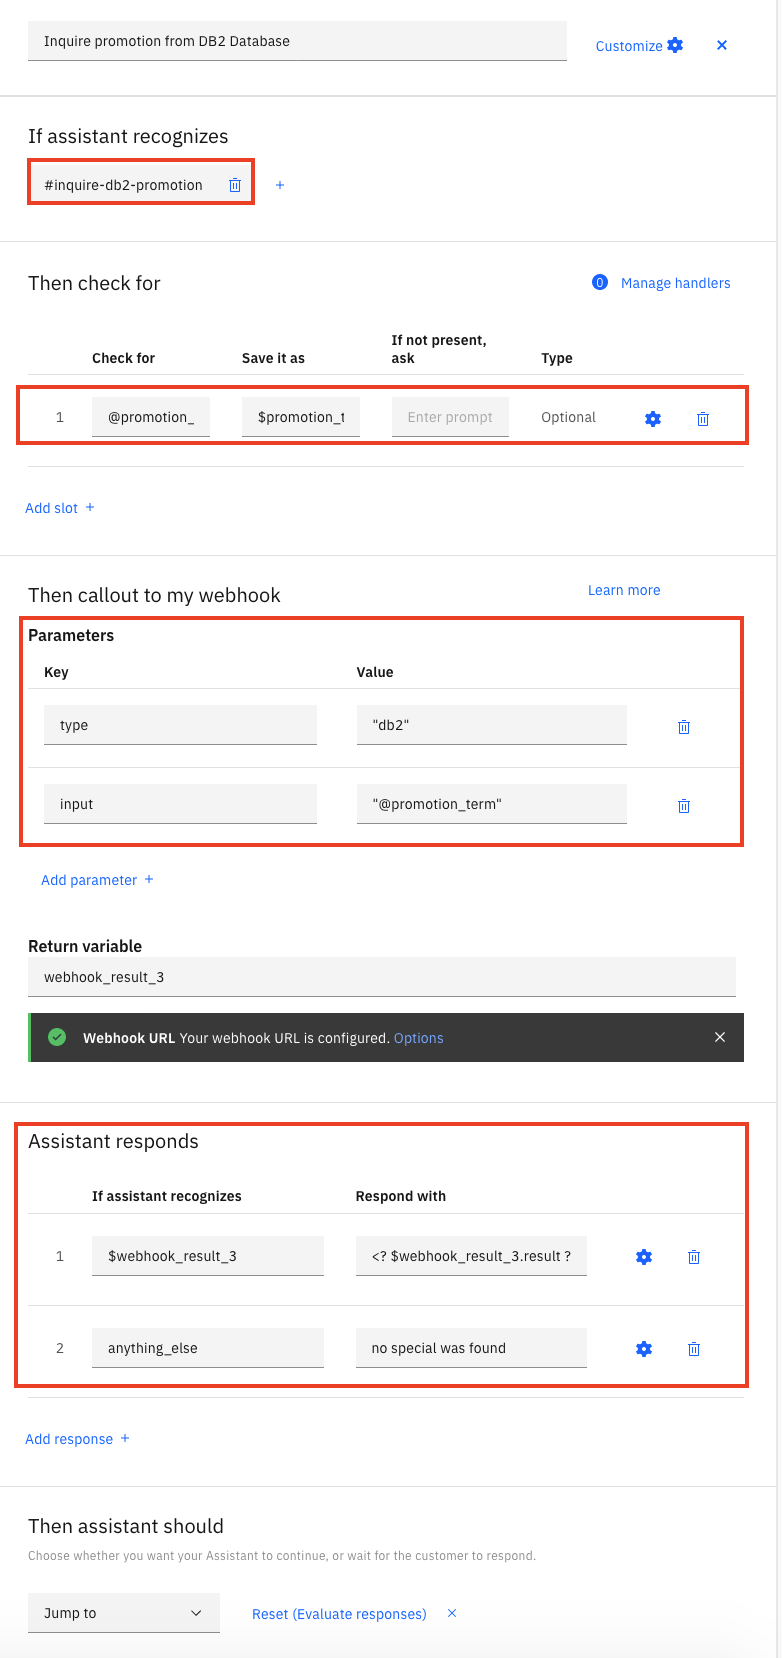 Inquire promotion from DB2 Database
Customize
If assistant recognizes
#inquire-db2-promotion
Then check for
0 Manage handlers
Check for Save it as If not present, ask Type
1 @promotion_ $promotion_t Enter prompt Optional
Add slot +
Then callout to my webhook Learn more
Parameters
Key Value
type "db2"
input "@promotion_term"
Add parameter +
Return variable
webhook_result_3
Webhook URL Your webhook URL is configured. Options
Assistant responds
If assistant recognizes Respond with
1 $webhook_result_3 <? $webhook_result_3.result ?
2 anything_else no special was found
Add response +
Then assistant should
Choose whether you want your Assistant to continue, or wait for the customer to respond.
Jump to Reset (Evaluate responses)